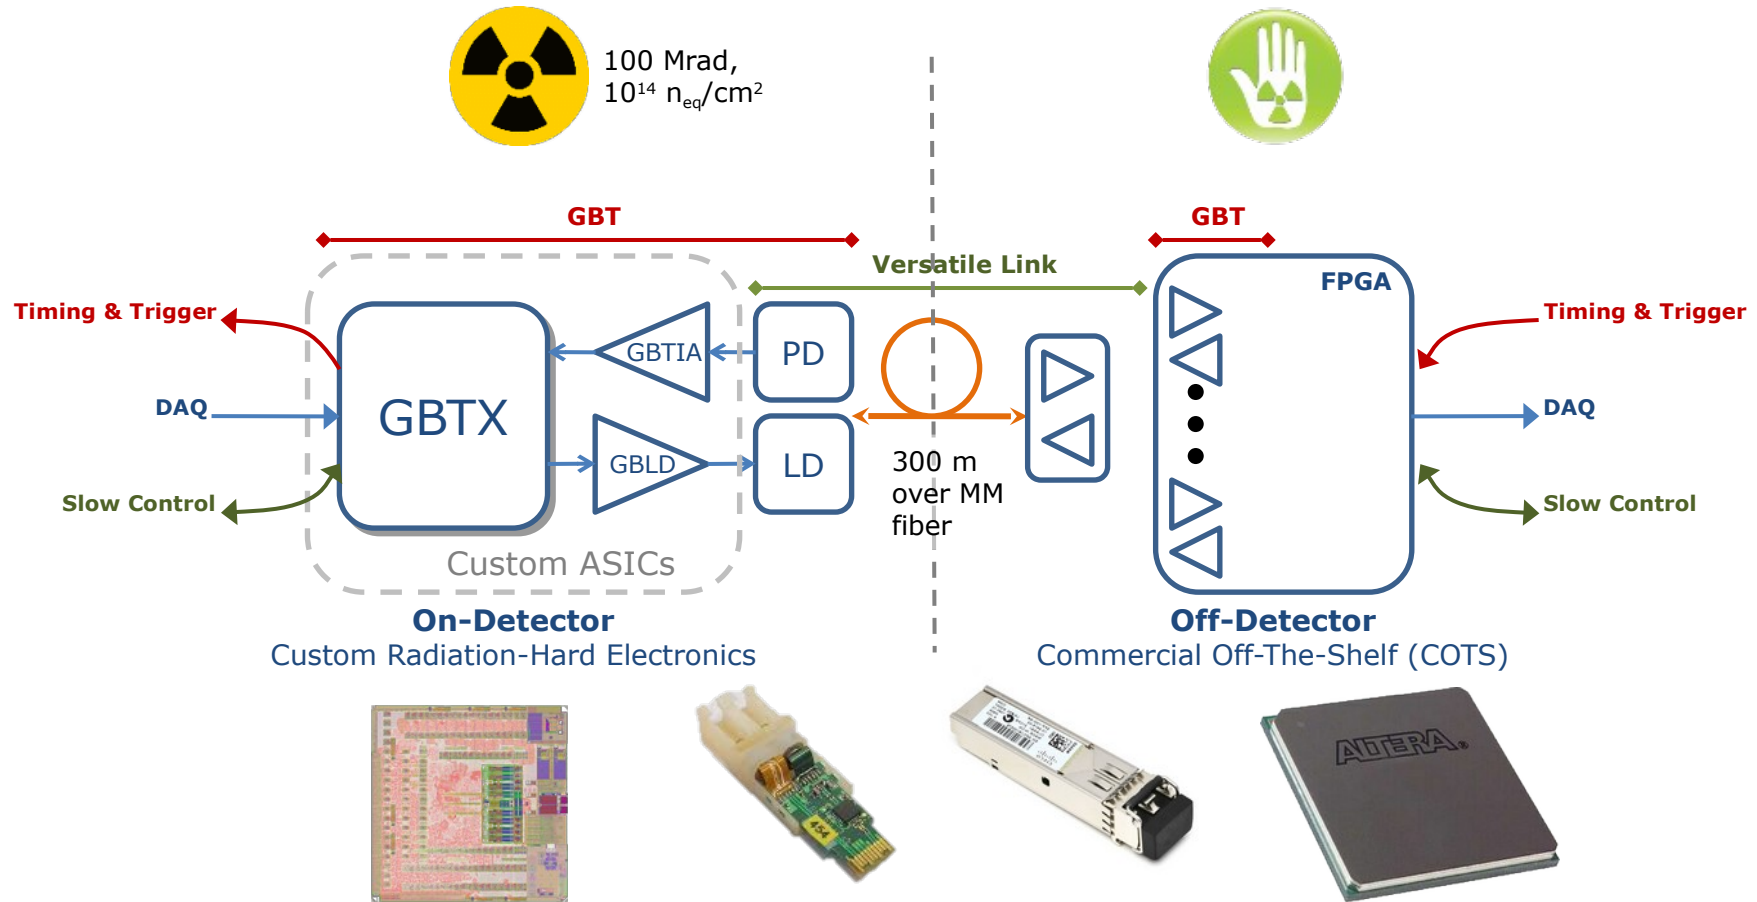 100 Mrad,
10¹⁴ nₑq/cm²
GBT
GBT
Versatile Link
FPGA
Timing & Trigger
Timing & Trigger
GBTIA
PD
DAQ
GBTX
DAQ
GBLD
LD
300 m
over MM
fiber
Slow Control
Slow Control
Custom ASICs
On-Detector
Off-Detector
Custom Radiation-Hard Electronics
Commercial Off-The-Shelf (COTS)
454
ALTERA®